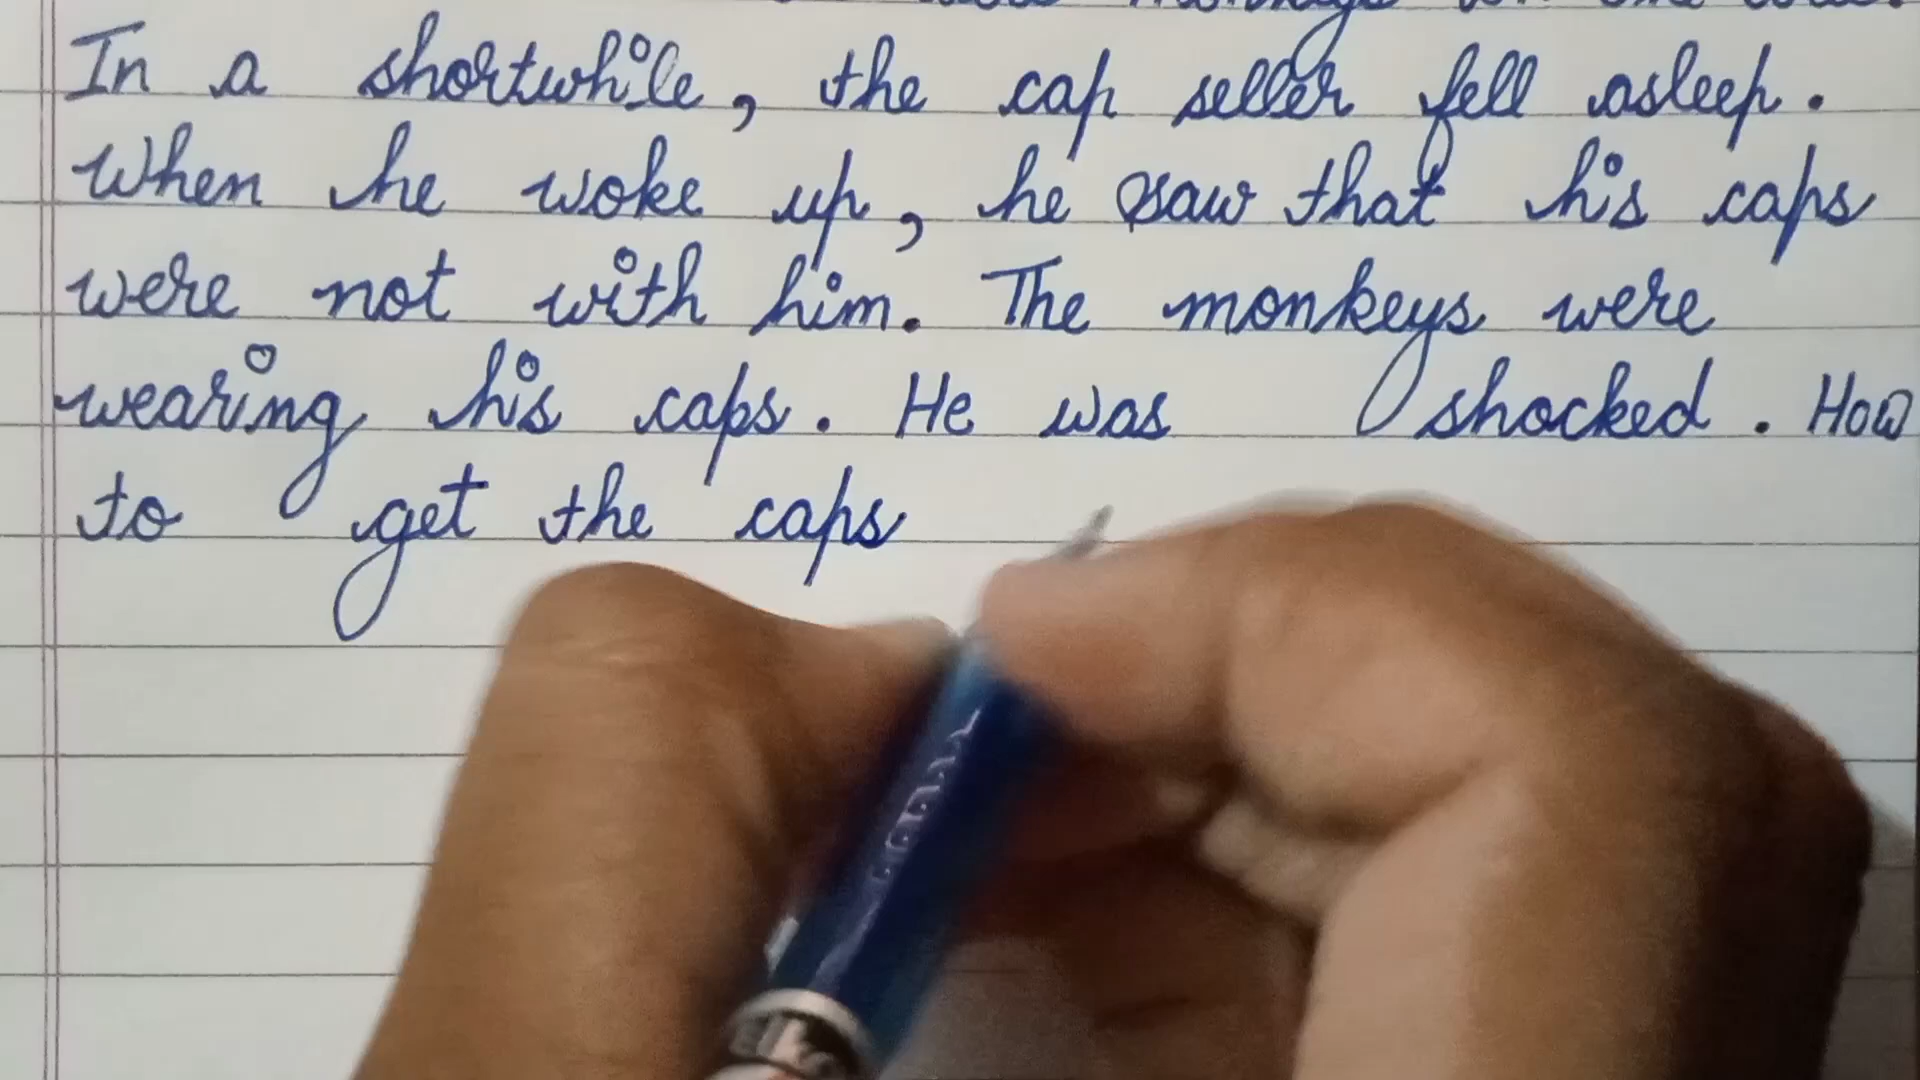 monkeys
In a shortwhile, the cap seller fell asleep.
When he woke up, he saw that his caps
were not with him. The monkeys were
wearing his caps. He was shocked. How
to get the caps